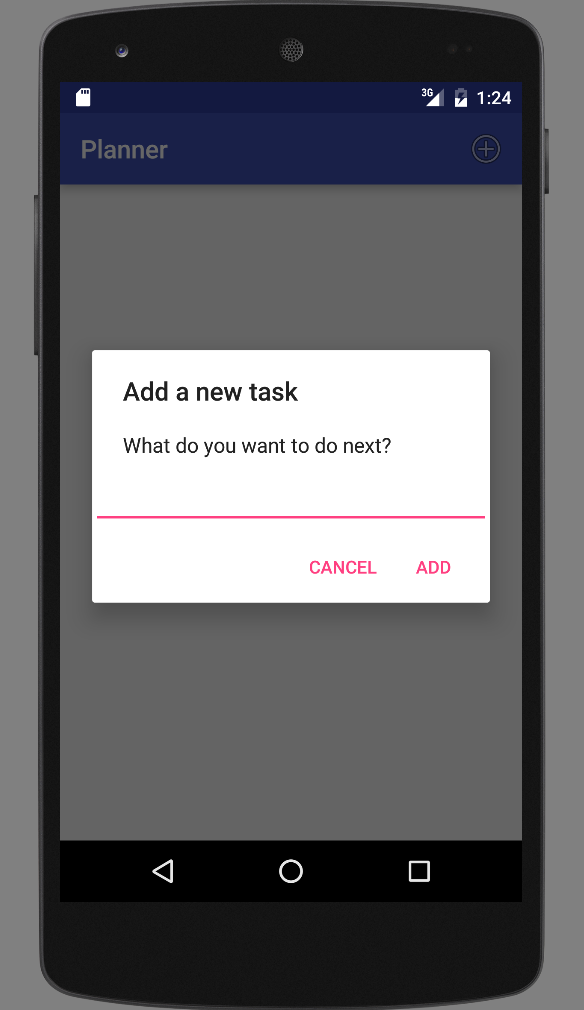 3G 1:24
Planner
Add a new task
What do you want to do next?
CANCEL ADD